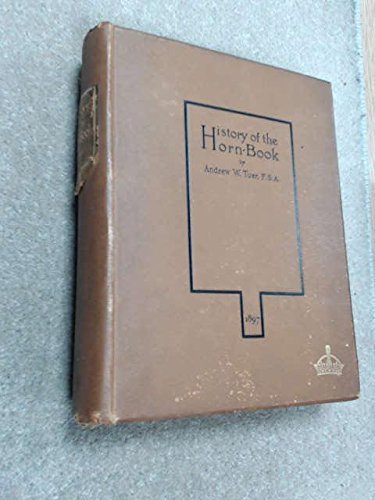 History of the
Horn-Book
by
Andrew W. Tuer, F.S.A.
1897